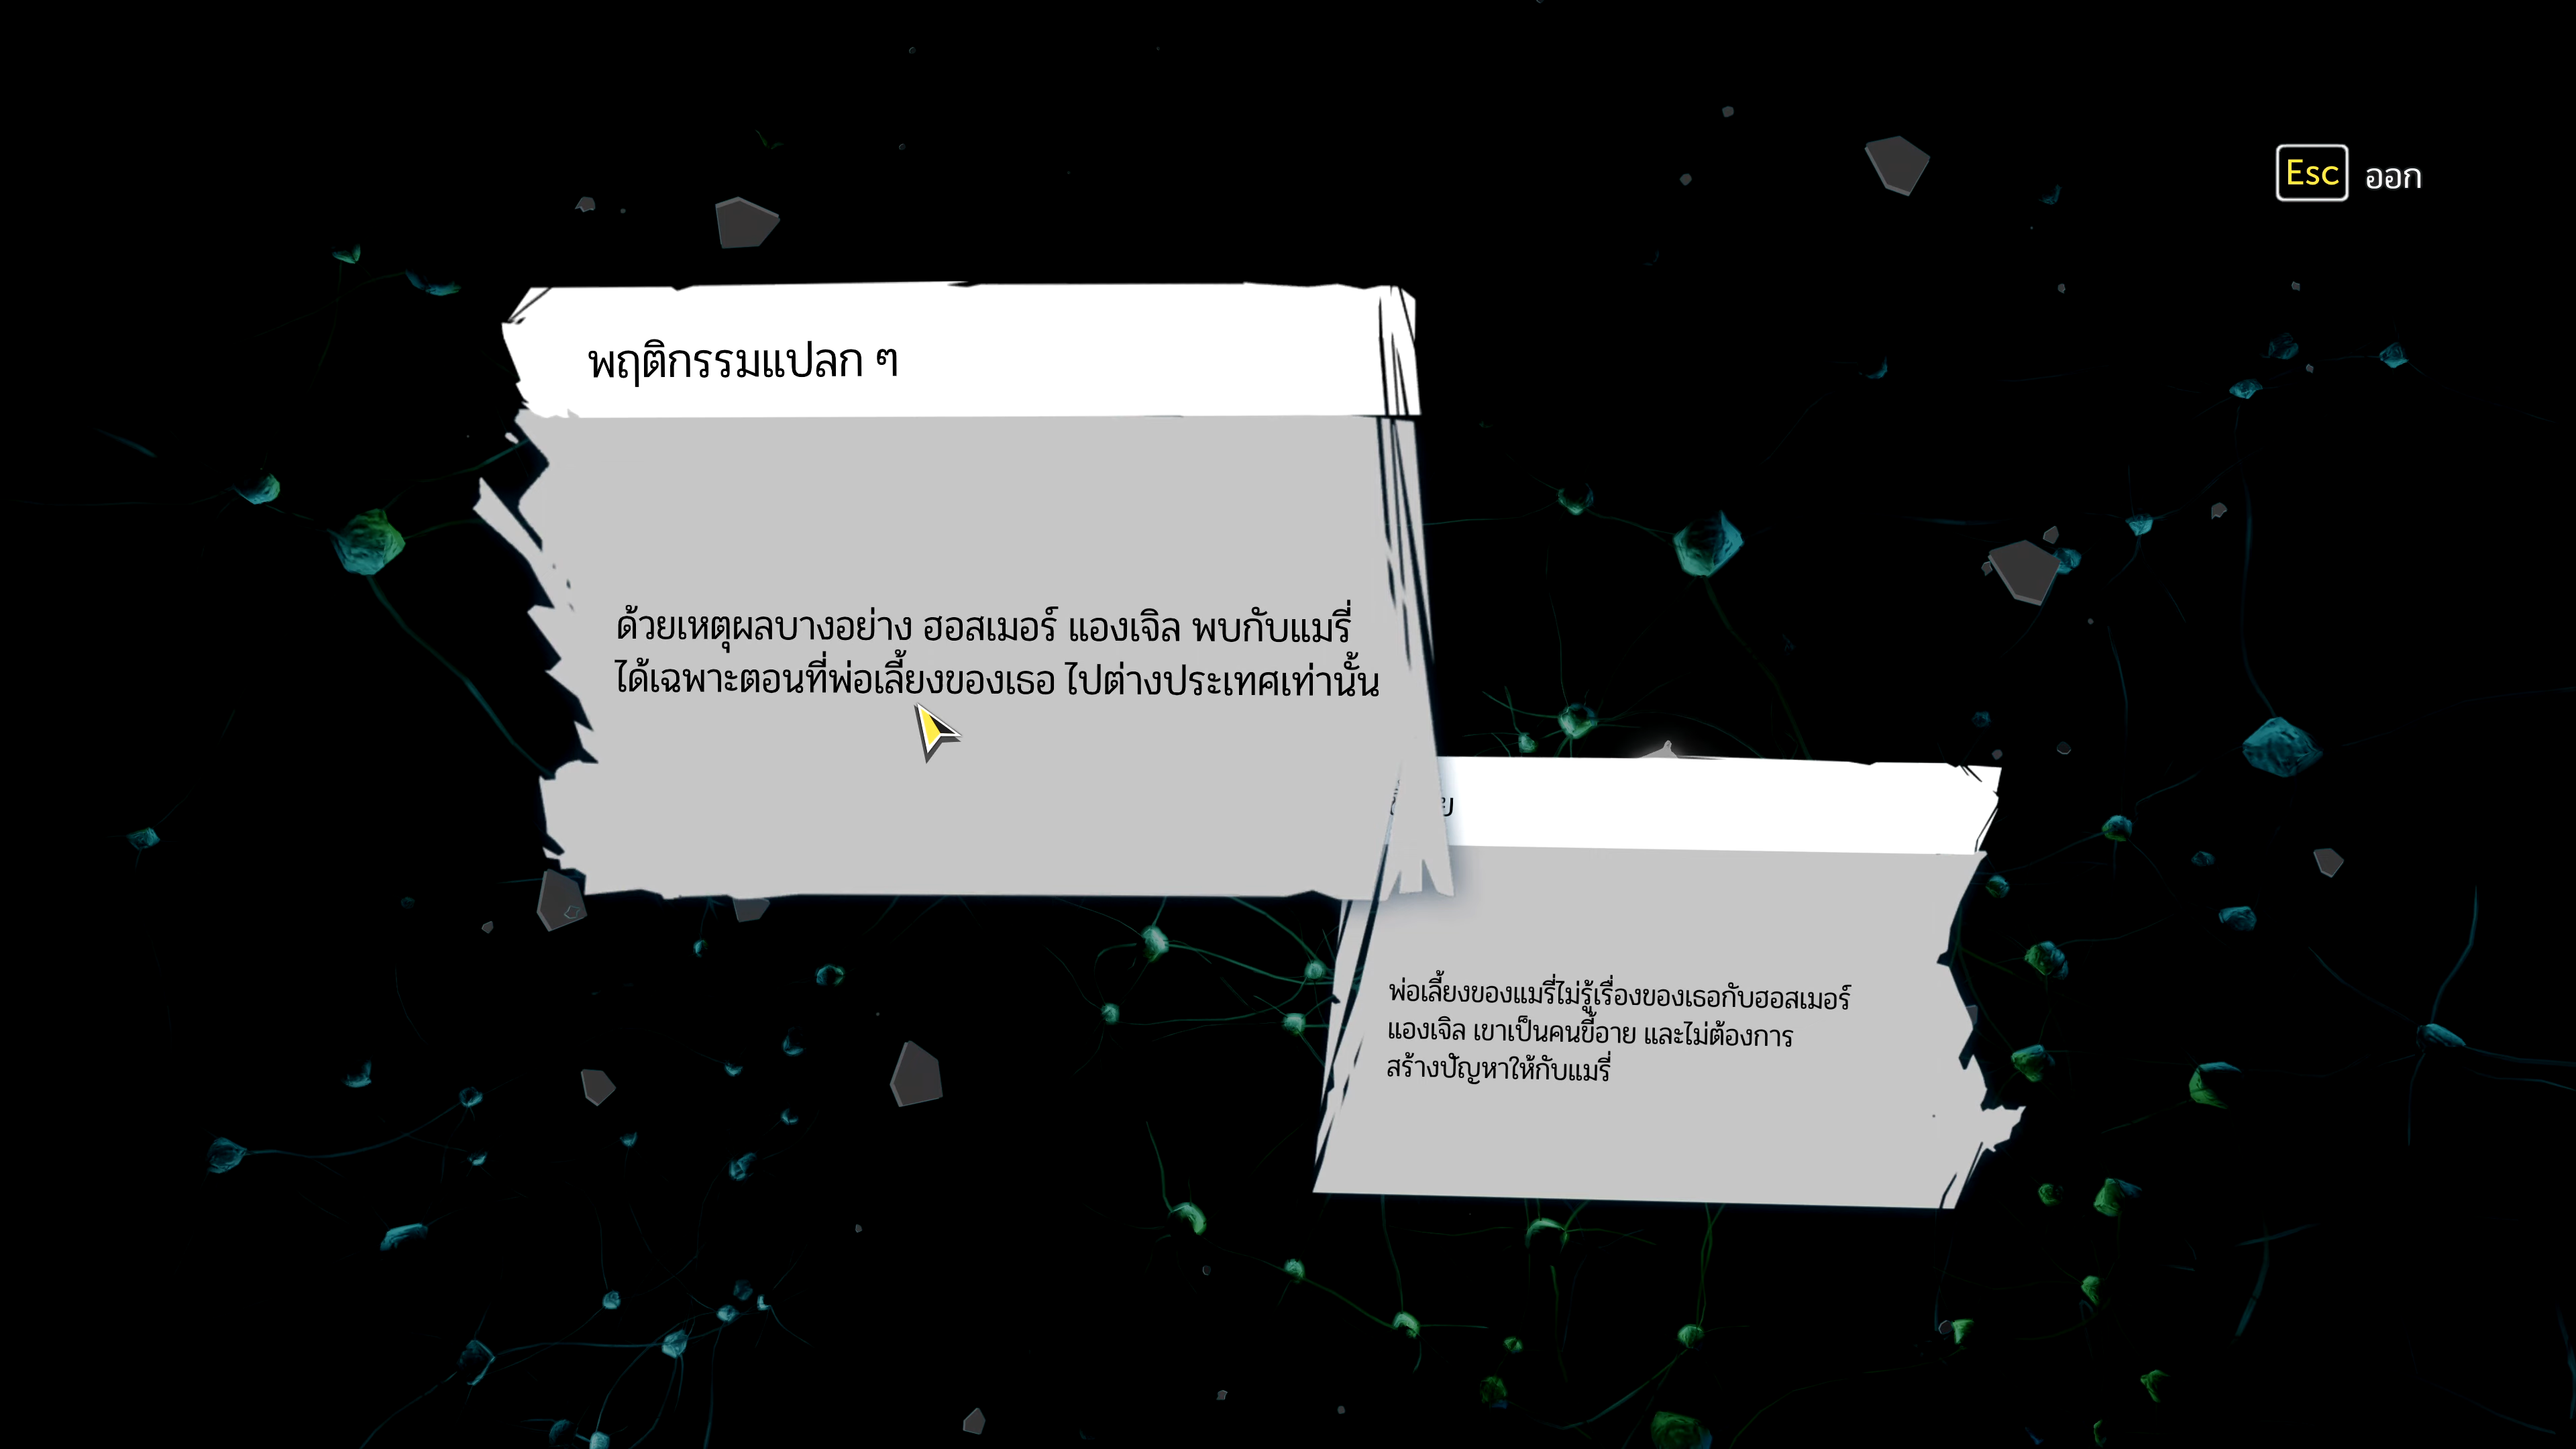 Esc ออก
พฤติกรรมแปลก ๆ
ด้วยเหตุผลบางอย่าง ฮอสเมอร์ แองเจิล พบกับแมรี่
ได้เฉพาะตอนที่พ่อเลี้ยงของเธอ ไปต่างประเทศเท่านั้น
พ่อเลี้ยงของแมรี่ไม่รู้เรื่องของเธอกับฮอสเมอร์
แองเจิล เขาเป็นคนขี้อาย และไม่ต้องการ
สร้างปัญหาให้กับแมรี่